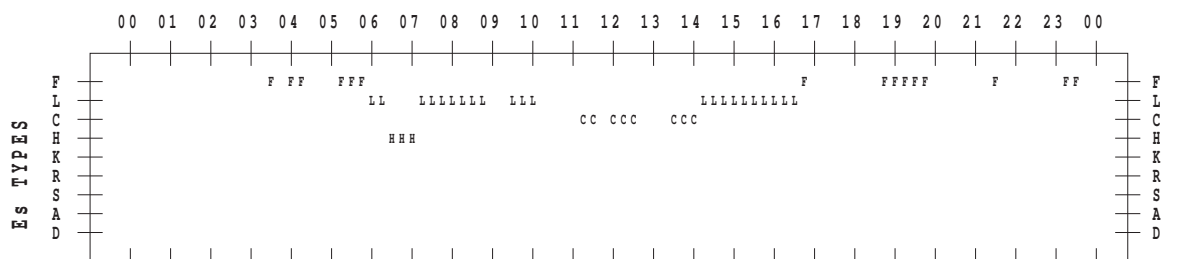 00 01 02 03 04 05 06 07 08 09 10 11 12 13 14 15 16 17 18 19 20 21 22 23 00
F F FF FFF F FFFFF F FF F
L LL LLLLLLL LLL LLLLLLLLLL L
C CC CCC CCC C
H HHH H
K K
R R
S S
A A
D D
Es TYPES